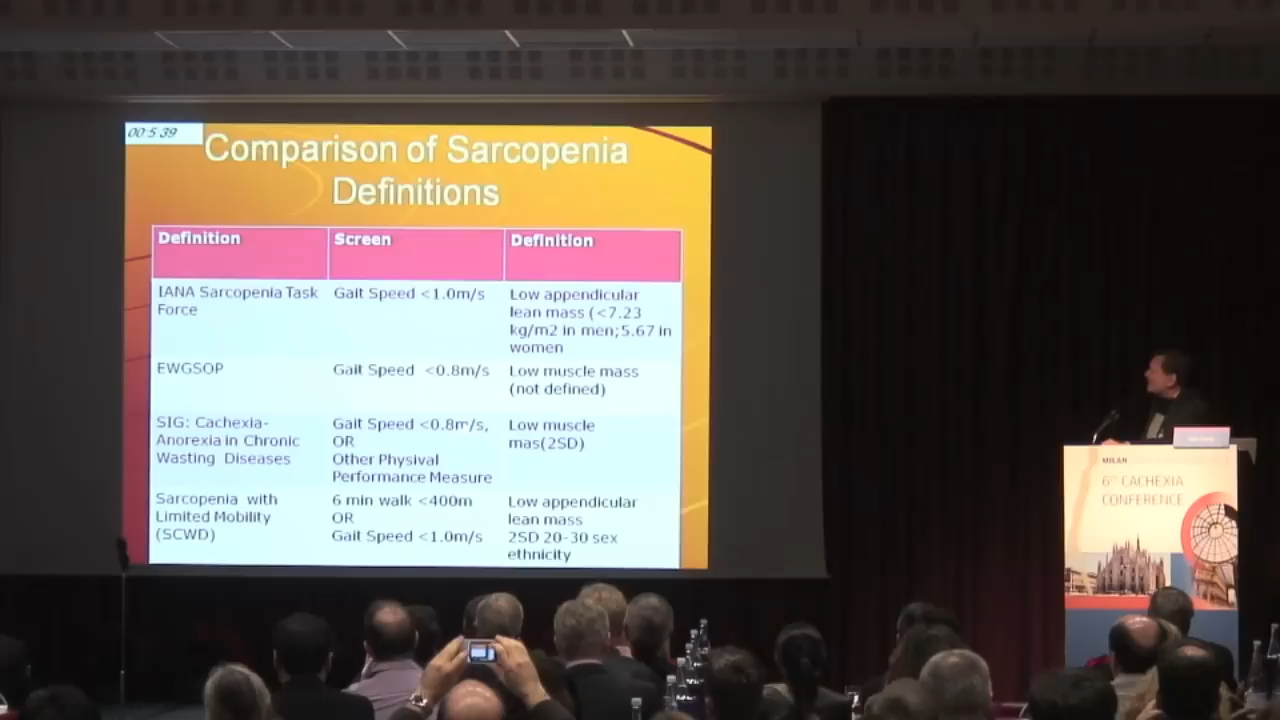 00:5.39
Comparison of Sarcopenia
Definitions
Definition
Screen
Definition
IANA Sarcopenia Task
Force
Gait Speed <1.0m/s
Low appendicular
lean mass (<7.23
kg/m2 in men; 5.67 in
women
EWGSOP
Gait Speed <0.8m/s
Low muscle mass
(not defined)
SIG: Cachexia-
Anorexia in Chronic
Wasting Diseases
Gait Speed <0.8m/s,
OR
Other Physival
Performance Measure
Low muscle
mas(2SD)
Sarcopenia with
Limited Mobility
(SCWD)
6 min walk <400m
OR
Gait Speed <1.0m/s
Low appendicular
lean mass
2SD 20-30 sex
ethnicity
MILAN
6TH CACHEXIA
CONFERENCE